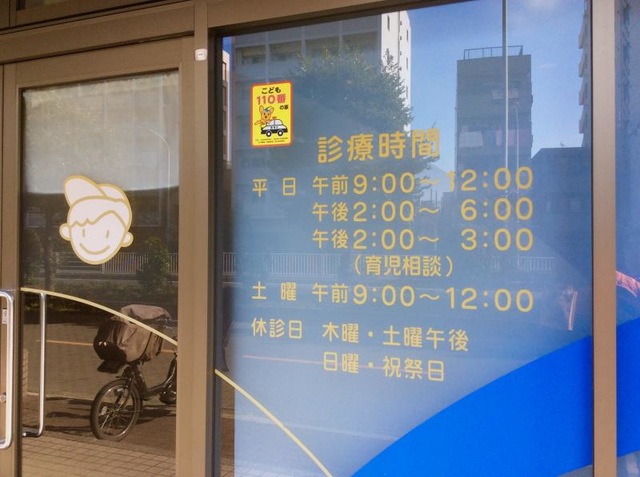 こども
110番
の家
診療時間
平日 午前9:00〜12:00
午後2:00〜 6:00
午後2:00〜 3:00
(育児相談)
土曜 午前9:00〜12:00
休診日 木曜・土曜午後
日曜・祝祭日